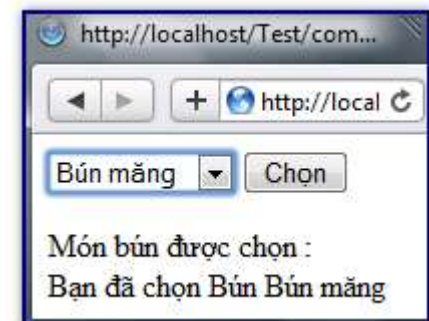 http://localhost/Test/com...
http://local
Bún măng
Chọn
Món bún được chọn :
Bạn đã chọn Bún Bún măng